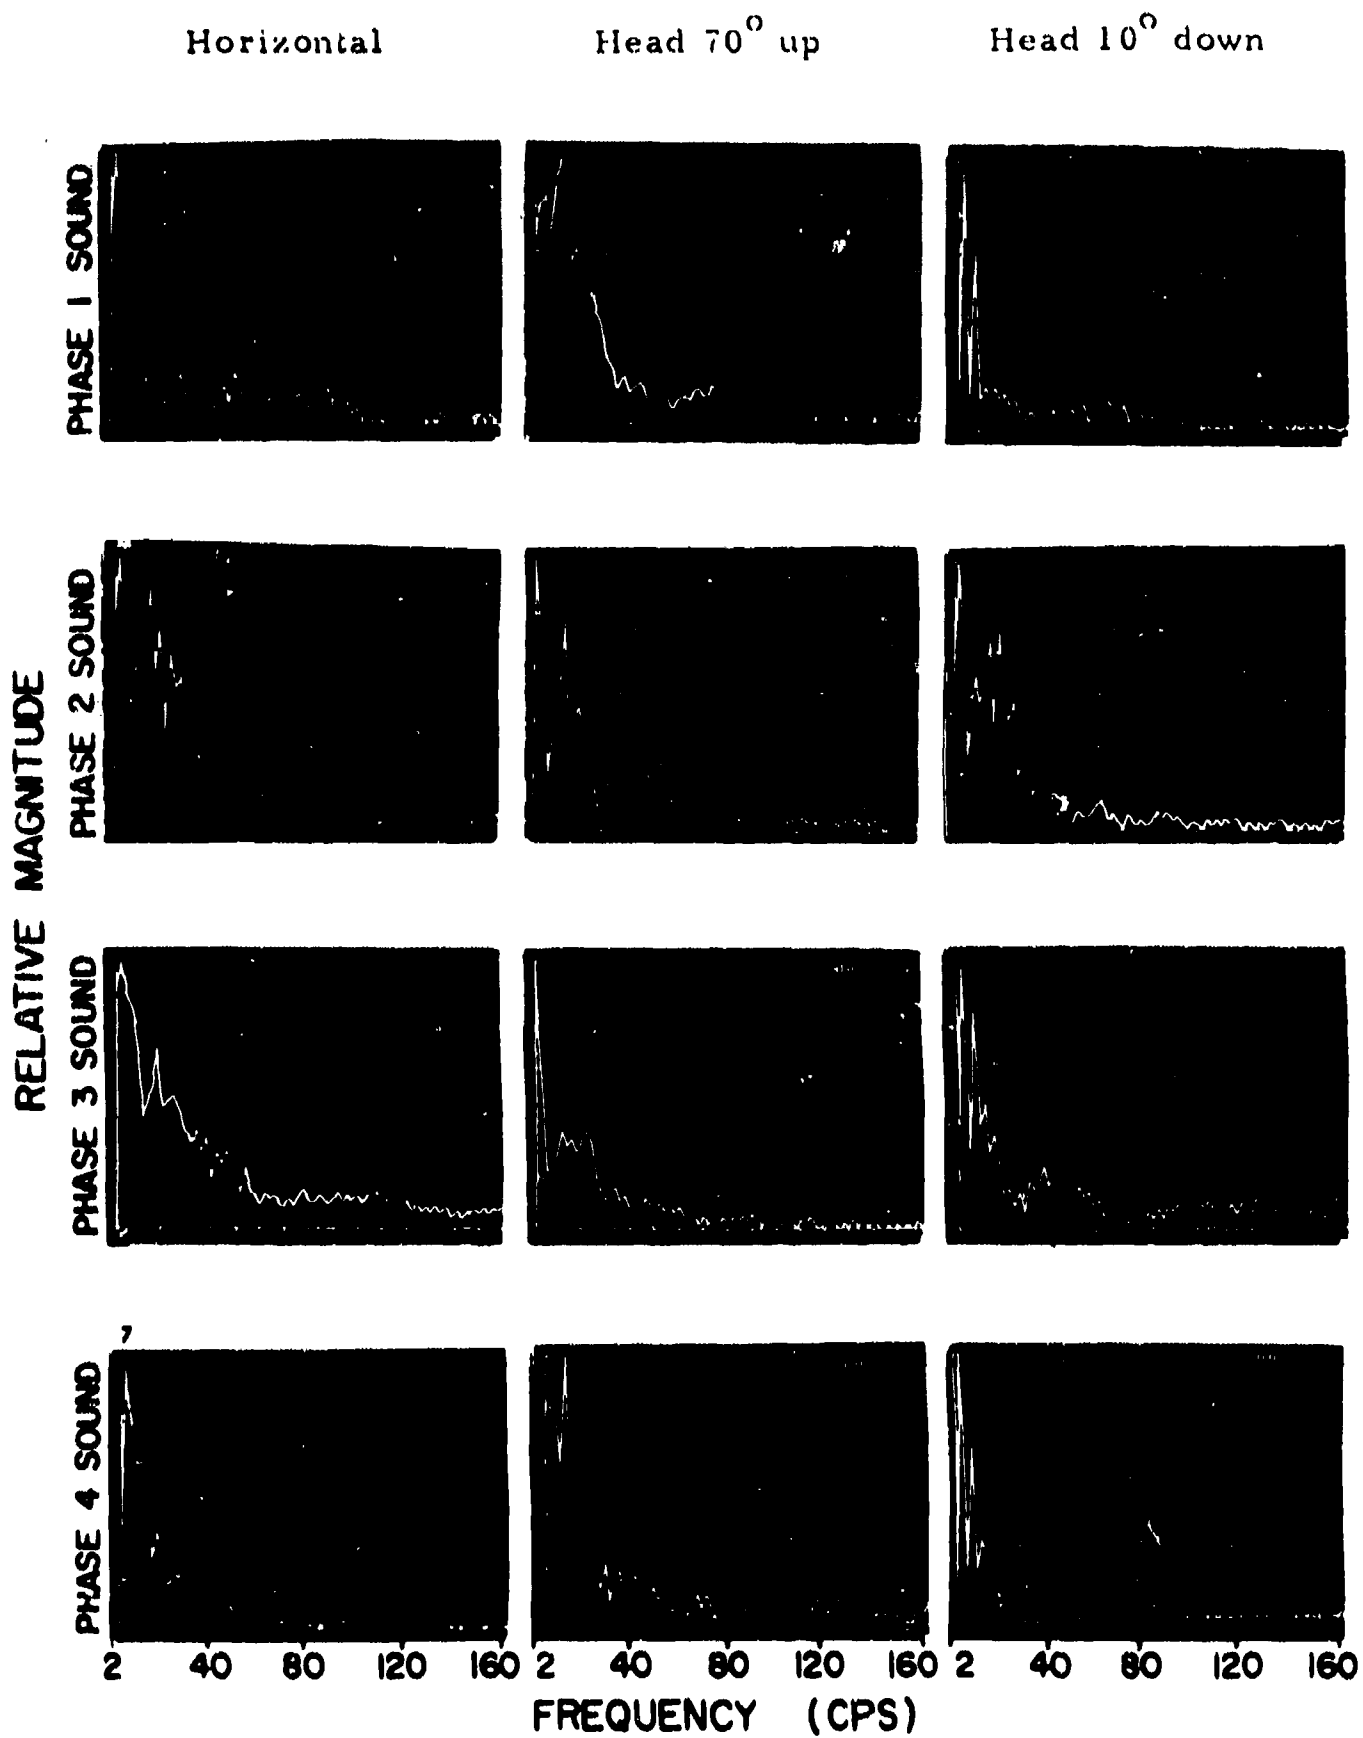 Horizontal
Head 70° up
Head 10° down
RELATIVE MAGNITUDE
PHASE 1 SOUND
PHASE 2 SOUND
PHASE 3 SOUND
PHASE 4 SOUND
7
2 40 80 120 160
2 40 80 120 160
2 40 80 120 160
FREQUENCY (CPS)